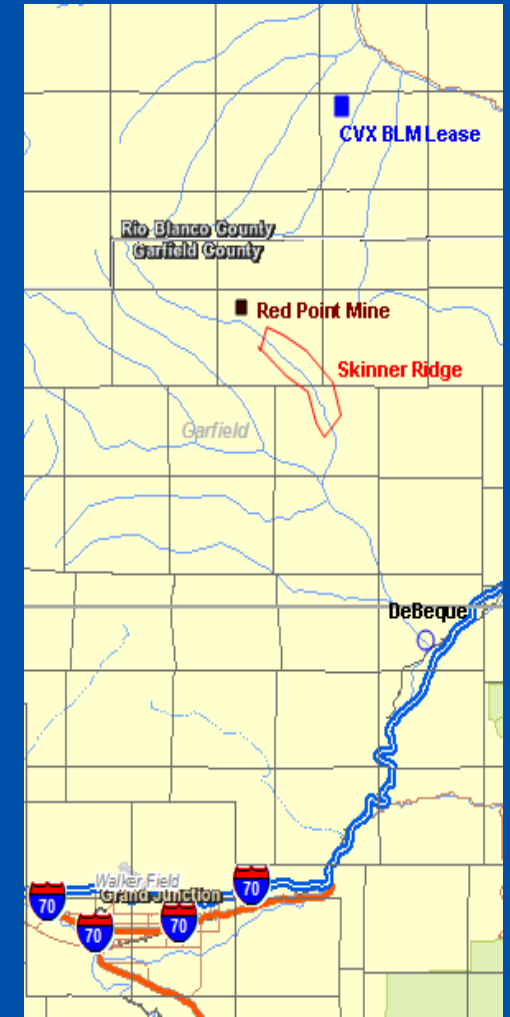 CVX BLM Lease
Rio Blanco County
Garfield County
Red Point Mine
Skinner Ridge
Garfield
DeBeque
Walker Field
Grand Junction
70
70
70
70